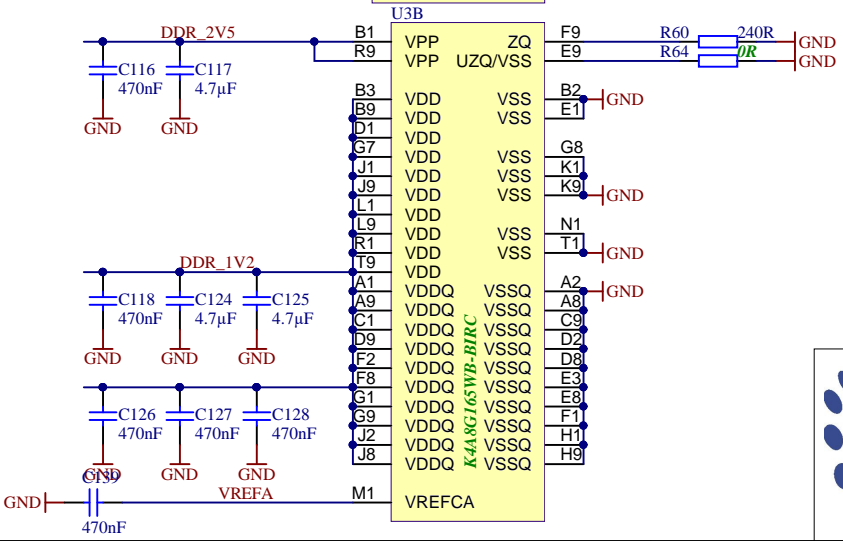 U3B
DDR_2V5 B1 VPP ZQ F9 R60 240R GND
R9 VPP UZQ/VSS E9 R64 0R GND
C116 C117
470nF 4.7µF
GND GND
B3 VDD VSS B2 GND
B9 VDD VSS E1
D1 VDD
G7 VDD VSS G8
J1 VDD VSS K1
J9 VDD VSS K9 GND
L1 VDD
L9 VDD VSS N1
R1 VDD VSS T1 GND
DDR_1V2 T9 VDD
A1 VDDQ VSSQ A2 GND
C118 C124 C125 A9 VDDQ VSSQ A8
470nF 4.7µF 4.7µF C1 VDDQ VSSQ C9
D9 VDDQ VSSQ D2
GND GND GND F2 VDDQ VSSQ D8
F8 VDDQ VSSQ E3
G1 VDDQ VSSQ E8
C126 C127 C128 G9 VDDQ VSSQ F1
470nF 470nF 470nF J2 VDDQ VSSQ H1
J8 VDDQ VSSQ H9
K4A8G165WB-BIRC
GND GND GND
C139
GND VREFA M1 VREFCA
470nF